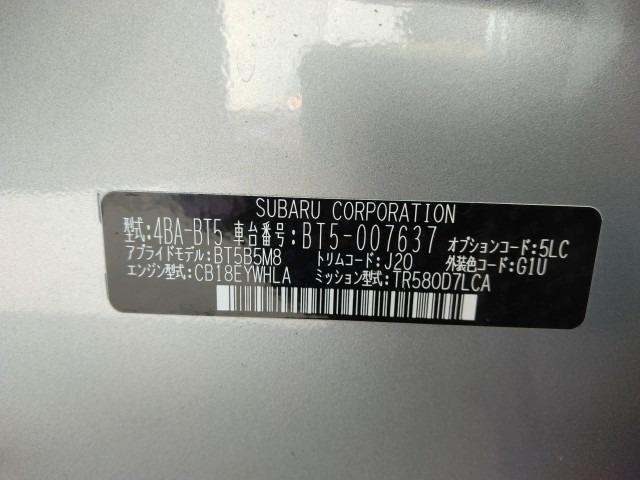 SUBARU CORPORATION
型式:4BA-BT5 車台番号:BT5-007637 オプションコード:5LC
アプライドモデル:BT5B5M8 トリムコード:J20 外装色コード:G1U
エンジン型式:CB18EYWHLA ミッション型式:TR580D7LCA